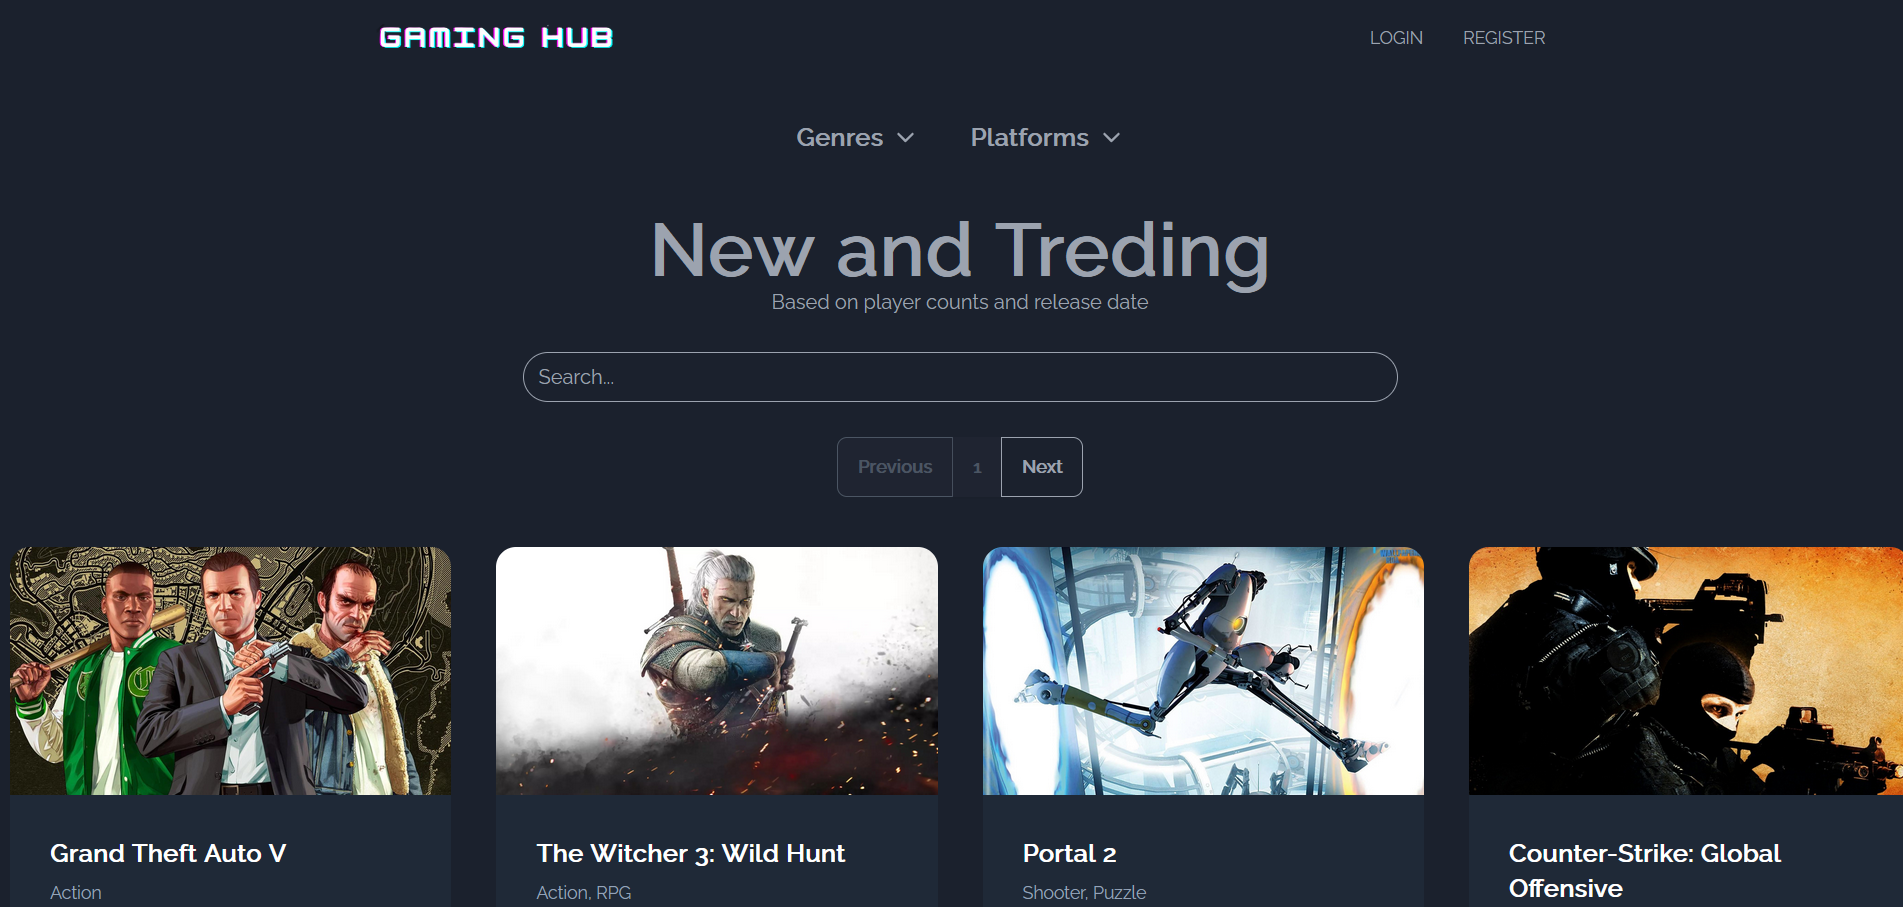 GAMING HUB
LOGIN
REGISTER
Genres
Platforms
New and Treding
Based on player counts and release date
Search...
Previous
1
Next
Grand Theft Auto V
Action
The Witcher 3: Wild Hunt
Action, RPG
Portal 2
Shooter, Puzzle
Counter-Strike: Global
Offensive